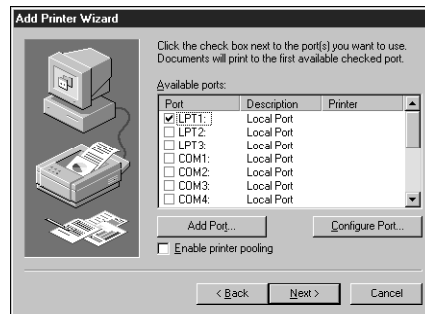 Add Printer Wizard
Click the check box next to the port(s) you want to use.
Documents will print to the first available checked port.
Available ports:
Port Description Printer
LPT1: Local Port
LPT2: Local Port
LPT3: Local Port
COM1: Local Port
COM2: Local Port
COM3: Local Port
COM4: Local Port
Add Port... Configure Port...
Enable printer pooling
< Back Next > Cancel